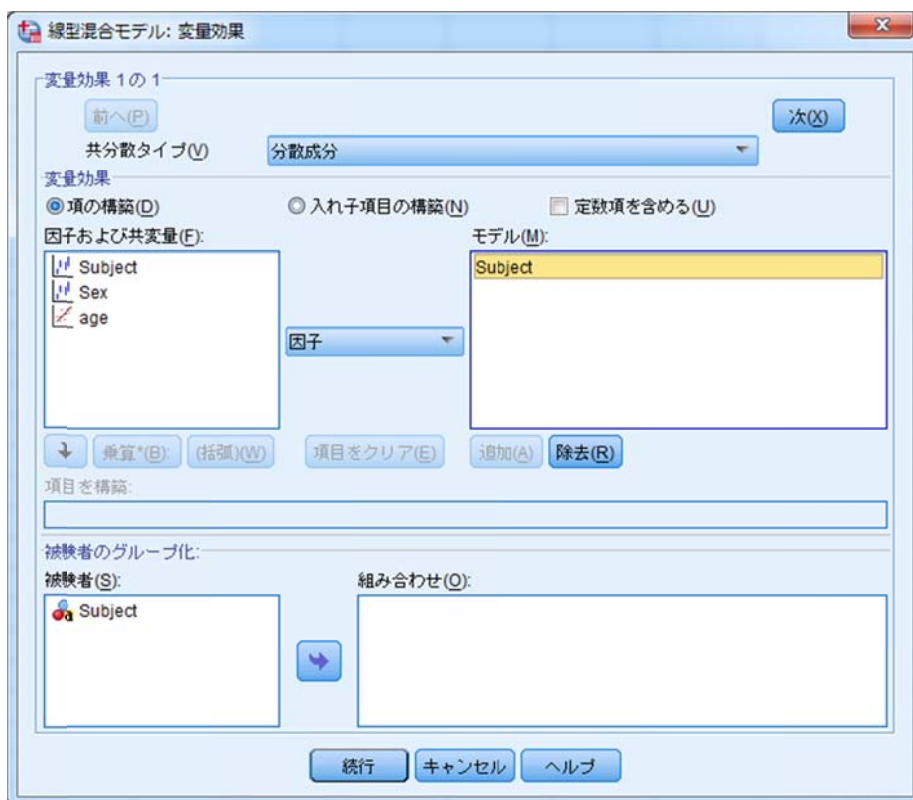 線型混合モデル: 変量効果
変量効果 1 の 1
前へ(P)
次(X)
共分散タイプ(V)
分散成分
変量効果
項の構築(D)
入れ子項目の構築(N)
定数項を含める(U)
因子および共変量(F):
モデル(M):
Subject
Sex
age
因子
Subject
乗算*(B):
(括弧)(W)
項目をクリア(E)
追加(A)
除去(R)
項目を構築:
被験者のグループ化:
被験者(S):
組み合わせ(O):
Subject
続行
キャンセル
ヘルプ